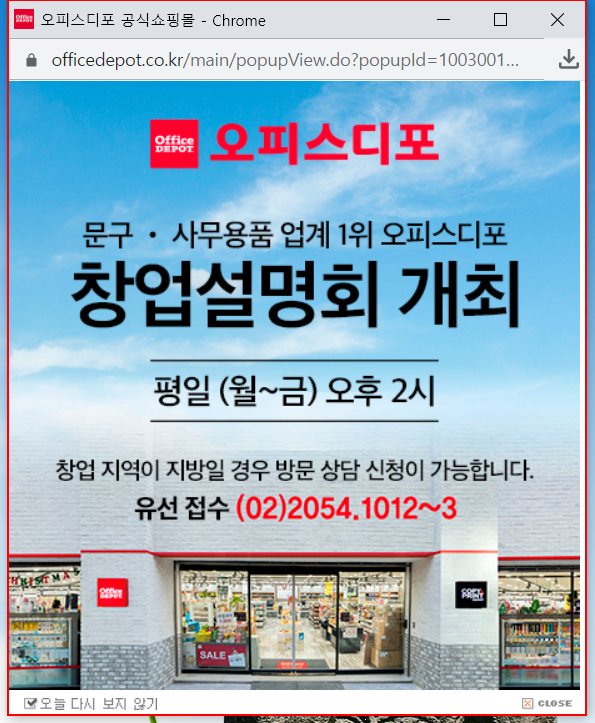 오피스디포 공식쇼핑몰 - Chrome
officedepot.co.kr/main/popupView.do?popupId=1003001...
Office DEPOT 오피스디포
문구 · 사무용품 업계 1위 오피스디포
창업설명회 개최
평일 (월~금) 오후 2시
창업 지역이 지방일 경우 방문 상담 신청이 가능합니다.
유선 접수 (02)2054.1012~3
CHRISTMA
Office DEPOT
COPY PRINT
SALE
오늘 다시 보지 않기
CLOSE